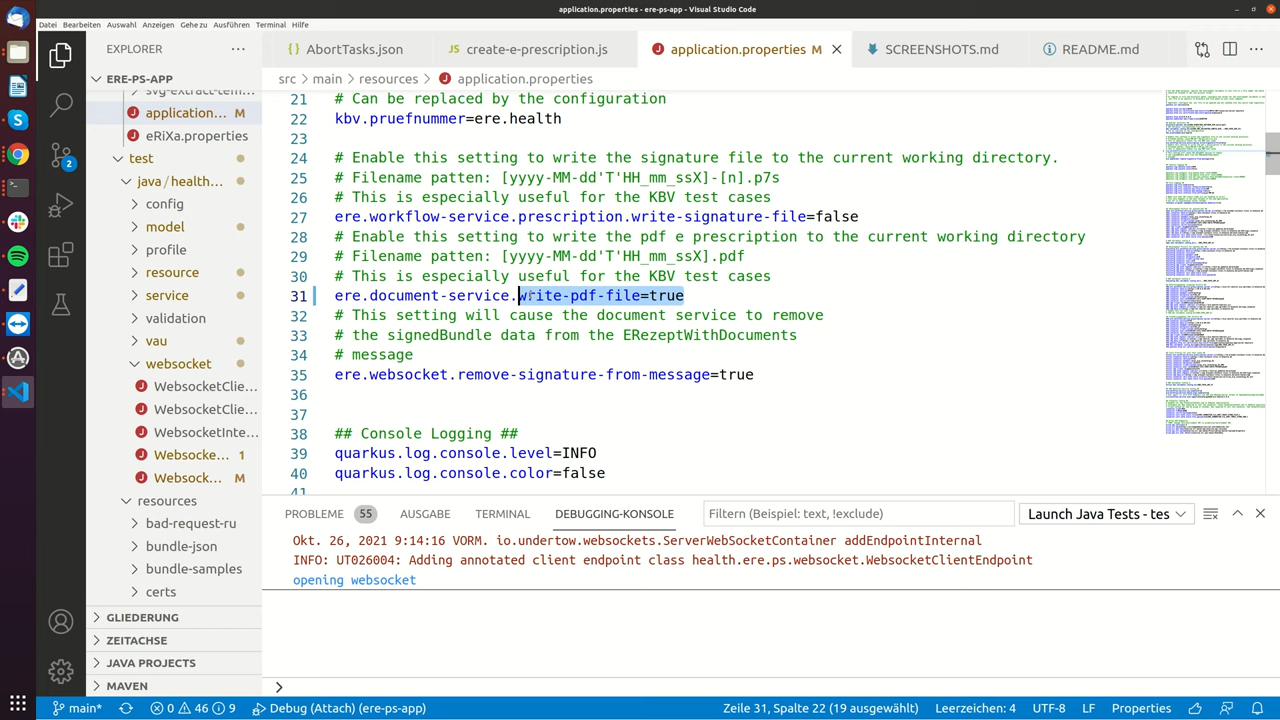 application.properties - ere-ps-app - Visual Studio Code
Datei Bearbeiten Auswahl Anzeigen Gehe zu Ausführen Terminal Hilfe
EXPLORER
AbortTasks.json
create-e-prescription.js
application.properties M
SCREENSHOTS.md
README.md
ERE-PS-APP
svg-extract-tem...
application... M
eRiXa.properties
test
java/health...
config
model
profile
resource
service
validation
vau
websocket
WebsocketClie...
WebsocketClie...
WebsocketInte...
Websocke... 1
Websock... M
resources
bad-request-ru
bundle-json
bundle-samples
certs
GLIEDERUNG
ZEITACHSE
JAVA PROJECTS
MAVEN
2
src > main > resources > application.properties
21 # Can be replaced in the configuration
22 kbv.pruefnummer=
23
24 # Enable this setting to write the signature file to the current working directory.
25 # Filename pattern: yyyy-MM-dd'T'HH_mm_ssX]-[n].p7s
26 # This is especially useful for the KBV test cases
27 ere.workflow-service.prescription.write-signature-file=false
28 # Enable this setting to write the prescription PDF to the current working directory
29 # Filename pattern: MM-dd'T'HH_mm_ssX].pdf
30 # This is especially useful for the KBV test cases
31 ere.document-service.write-pdf-file=true
32 # This setting causes the document service to remove
33 # the signedBundle data from the ERezeptWithDocuments
34 # message
35 ere.websocket.remove-signature-from-message=true
36
37
38 ## Console Logging ##
39 quarkus.log.console.level=INFO
40 quarkus.log.console.color=false
41
PROBLEME 55 AUSGABE TERMINAL DEBUGGING-KONSOLE
Filtern (Beispiel: text, !exclude)
Launch Java Tests - tes
Okt. 26, 2021 9:14:16 VORM. io.undertow.websockets.ServerWebSocketContainer addEndpointInternal
INFO: UT026004: Adding annotated client endpoint class health.ere.ps.websocket.WebsocketClientEndpoint
opening websocket
main* 0 46 9 Debug (Attach) (ere-ps-app) Zeile 31, Spalte 22 (19 ausgewählt) Leerzeichen: 4 UTF-8 LF Properties